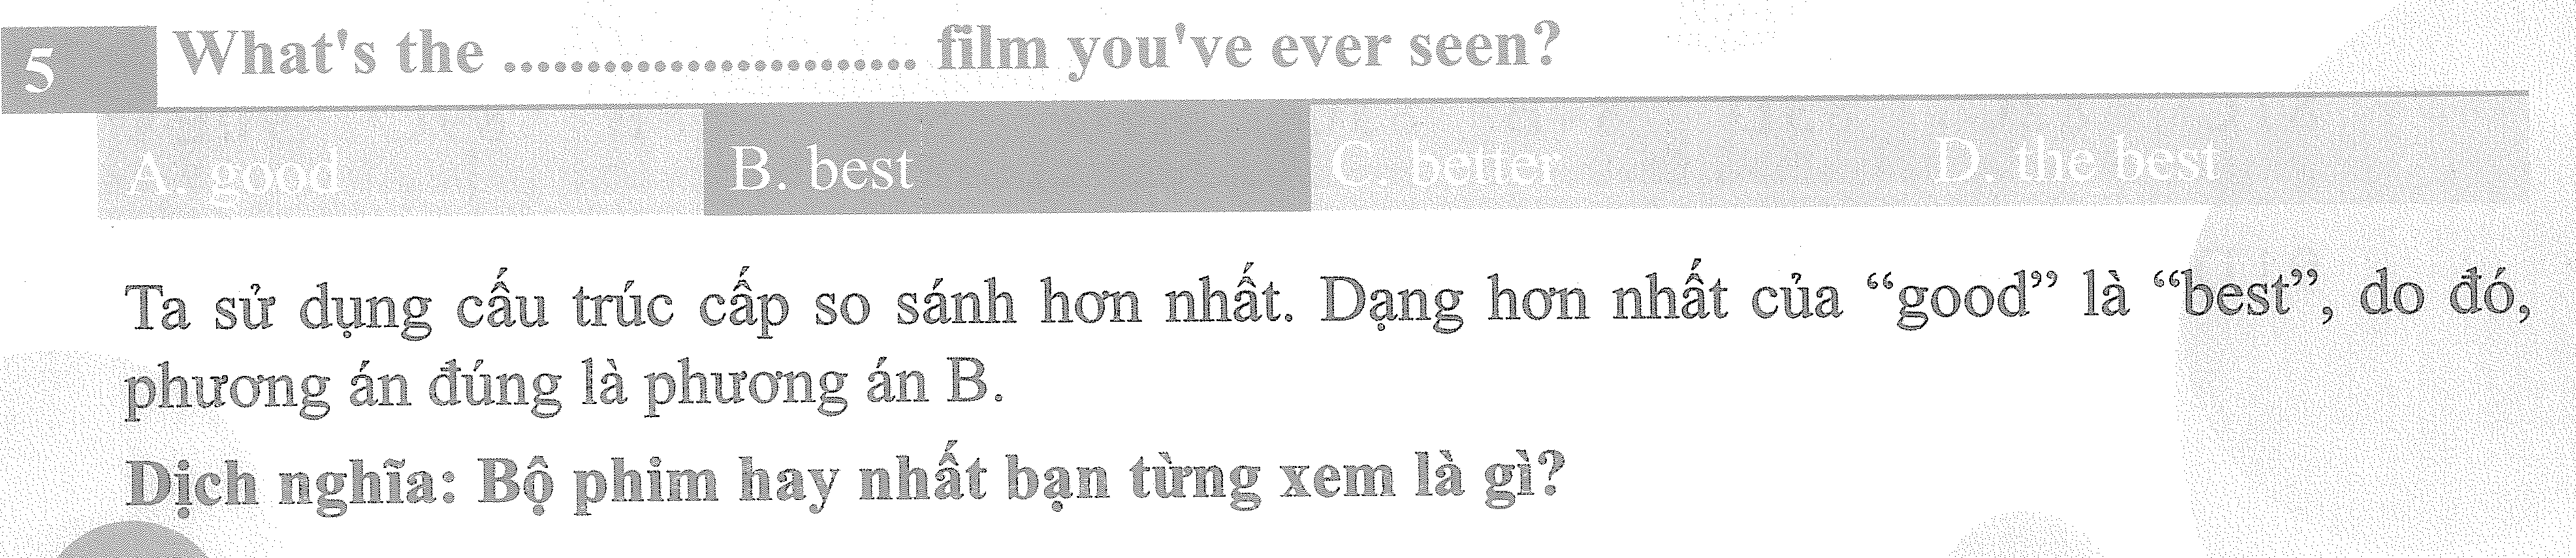 5 What's the ........................ film you've ever seen?
A. good B. best C. better D. the best
Ta sử dụng cấu trúc cấp so sánh hơn nhất. Dạng hơn nhất của “good” là “best”, do đó,
phương án đúng là phương án B.
Dịch nghĩa: Bộ phim hay nhất bạn từng xem là gì?